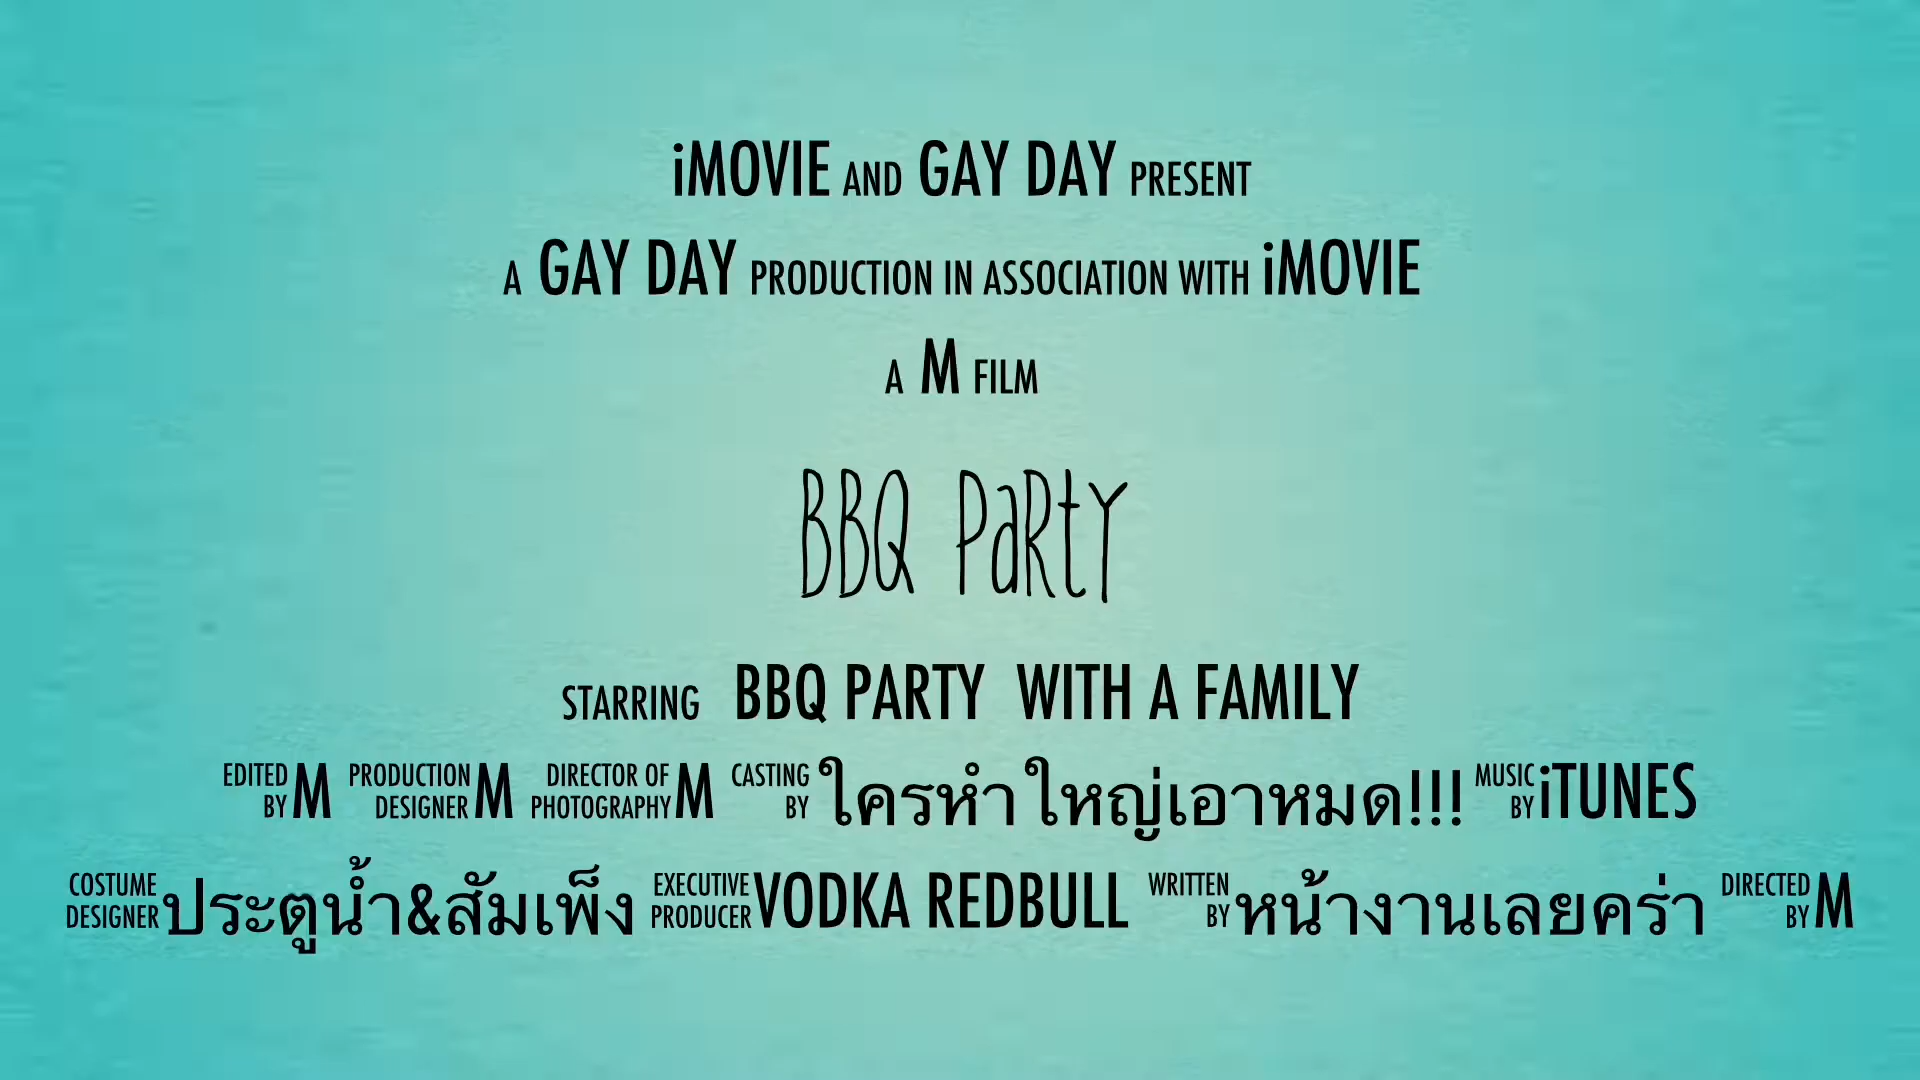 iMOVIE AND GAY DAY PRESENT
A GAY DAY PRODUCTION IN ASSOCIATION WITH iMOVIE
A M FILM
BBQ PaRtY
STARRING BBQ PARTY WITH A FAMILY
EDITED BY M PRODUCTION DESIGNER M DIRECTOR OF PHOTOGRAPHY M CASTING BY ใครหำใหญ่เอาหมด!!! MUSIC BY iTUNES
COSTUME DESIGNER ประตูน้ำ&สัมเพ็ง EXECUTIVE PRODUCER VODKA REDBULL WRITTEN BY หน้างานเลยคร่า DIRECTED BY M